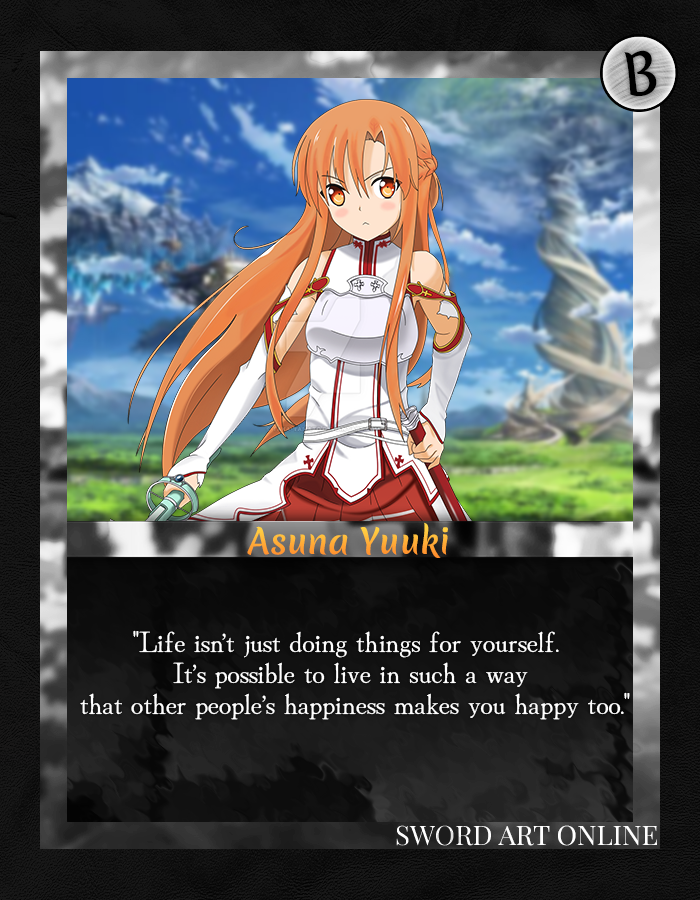 B
Asuna Yuuki
"Life isn't just doing things for yourself.
It's possible to live in such a way
that other people's happiness makes you happy too."
SWORD ART ONLINE